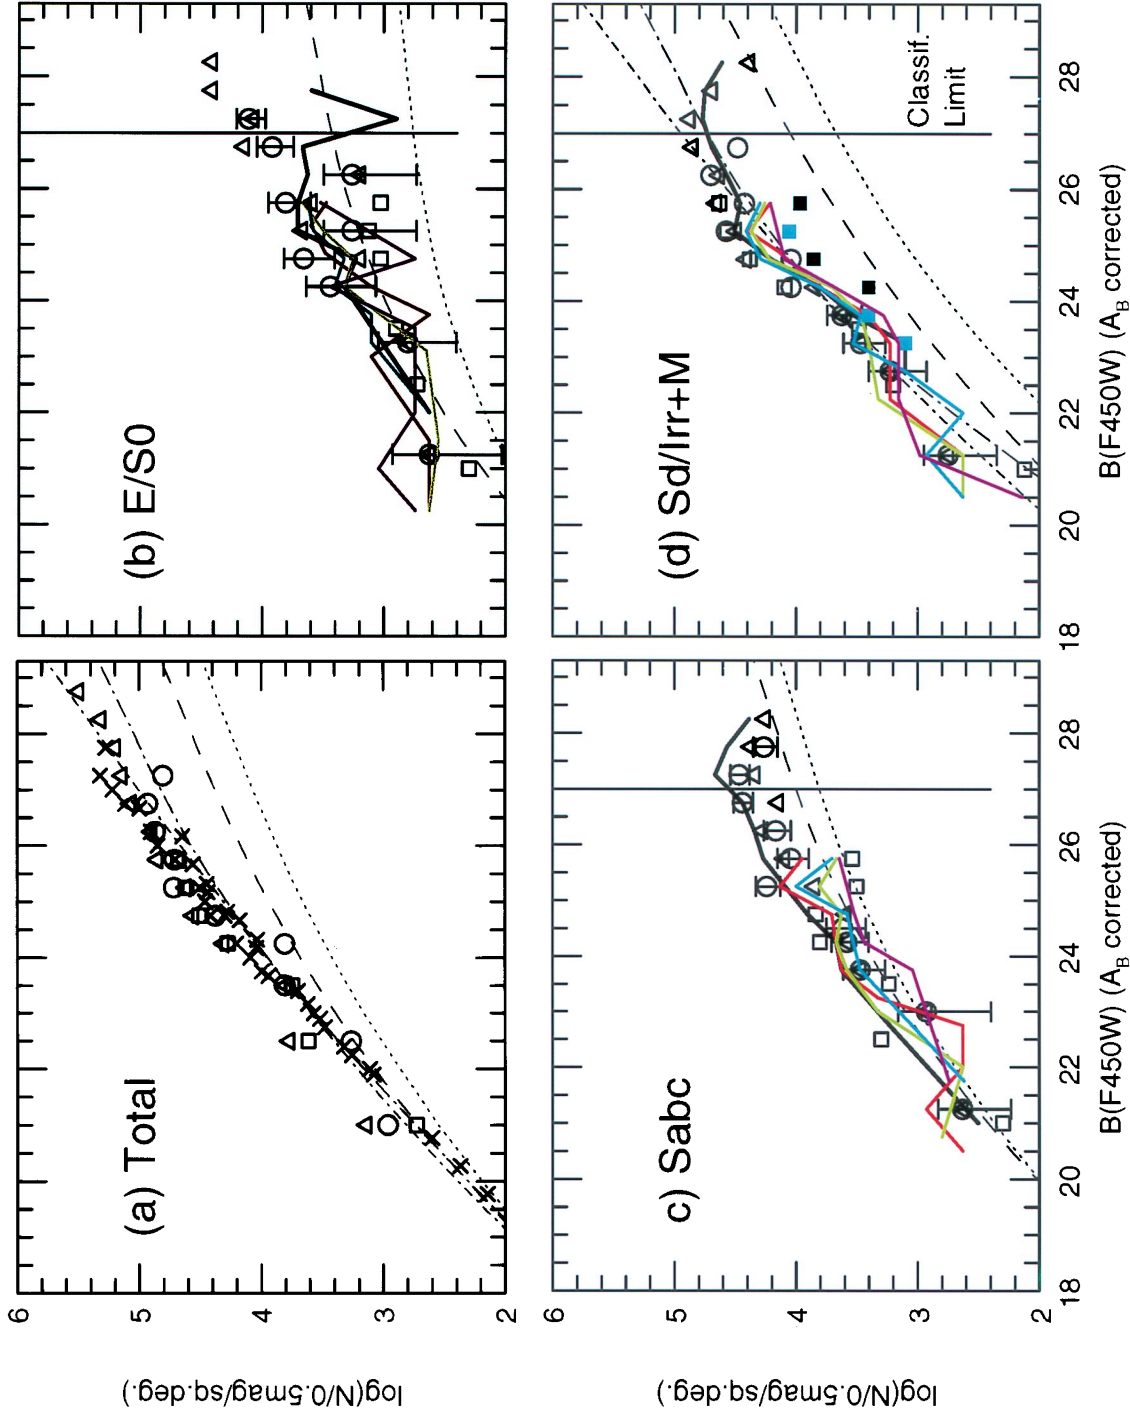 (a) Total
(b) E/S0
c) Sabc
(d) Sd/Irr+M
Classif.
Limit
log(N/0.5mag/sq.deg.)
6
5
4
3
2
log(N/0.5mag/sq.deg.)
6
5
4
3
2
18
20
22
24
26
28
B(F450W) (A_B corrected)
18
20
22
24
26
28
B(F450W) (A_B corrected)